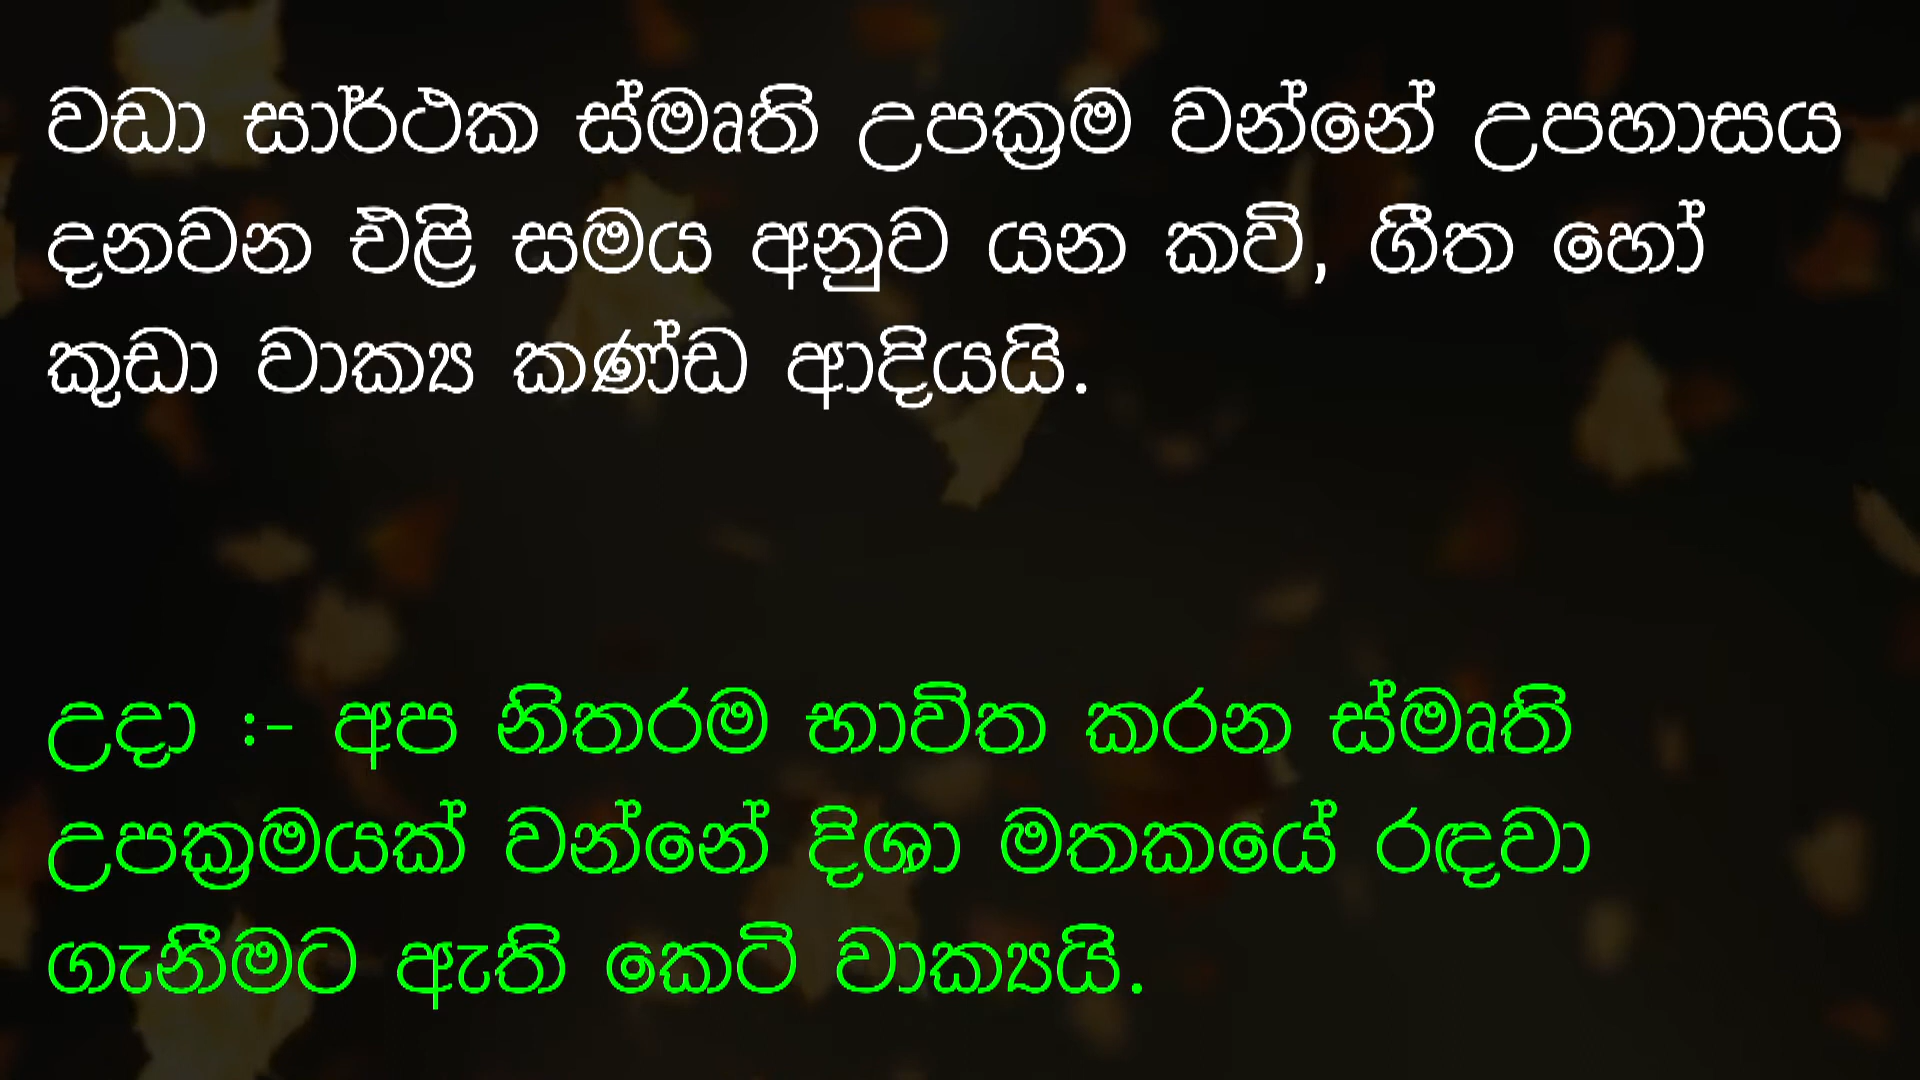 වඩා සාර්ථක ස්මෘති උපක්‍රම වන්නේ උපහාසය
දනවන එළි සමය අනුව යන කවි, ගීත හෝ
කුඩා වාක්‍ය කණ්ඩ ආදියයි.
උදා :- අප නිතරම භාවිත කරන ස්මෘති
උපක්‍රමයක් වන්නේ දිශා මතකයේ රඳවා
ගැනීමට ඇති කෙටි වාක්‍යයි.